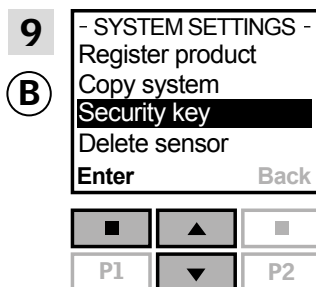 9
B
- SYSTEM SETTINGS -
Register product
Copy system
Security key
Delete sensor
Enter Back
P1 P2